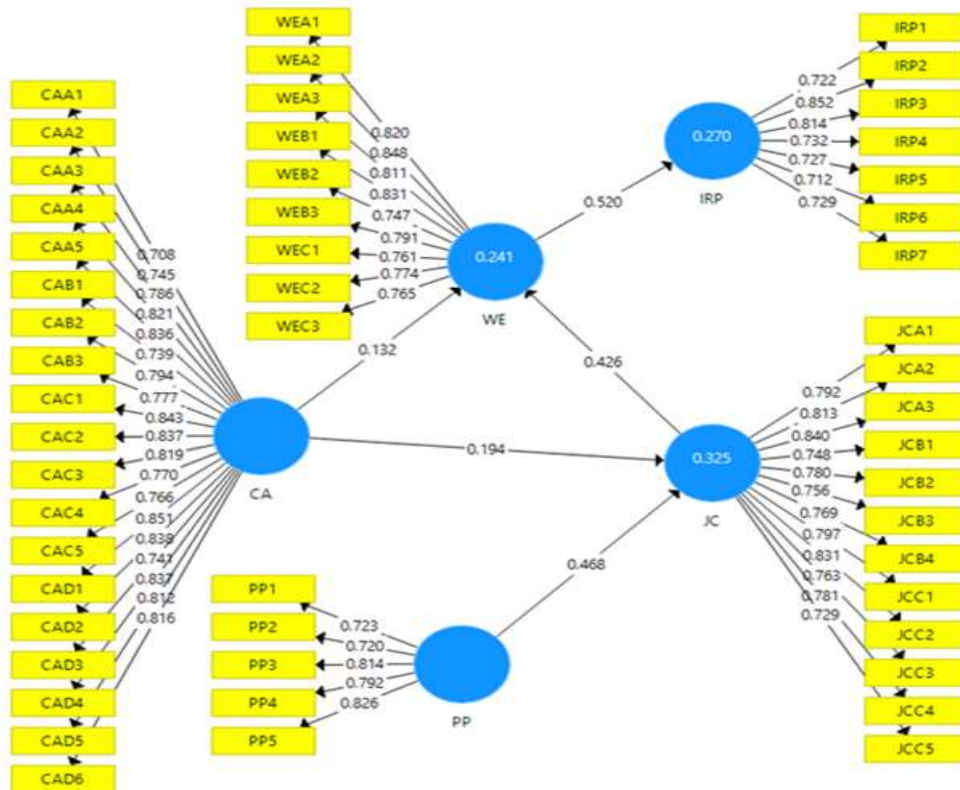 WEA1
WEA2
WEA3
WEB1
WEB2
WEB3
WEC1
WEC2
WEC3
0.820
0.848
0.811
0.831
0.747
0.791
0.761
0.774
0.765
0.241
WE
IRP1
IRP2
IRP3
IRP4
IRP5
IRP6
IRP7
0.722
0.852
0.814
0.732
0.727
0.712
0.729
0.270
IRP
0.520
CAA1
CAA2
CAA3
CAA4
CAA5
CAB1
CAB2
CAB3
CAC1
CAC2
CAC3
CAC4
CAC5
CAD1
CAD2
CAD3
CAD4
CAD5
CAD6
0.708
0.745
0.786
0.821
0.836
0.739
0.794
0.777
0.843
0.837
0.819
0.770
0.766
0.851
0.838
0.741
0.837
0.812
0.816
CA
0.132
0.426
0.194
JCA1
JCA2
JCA3
JCB1
JCB2
JCB3
JCB4
JCC1
JCC2
JCC3
JCC4
JCC5
0.792
0.813
0.840
0.748
0.780
0.756
0.769
0.797
0.831
0.763
0.781
0.729
0.325
JC
0.468
PP1
PP2
PP3
PP4
PP5
0.723
0.720
0.814
0.792
0.826
PP